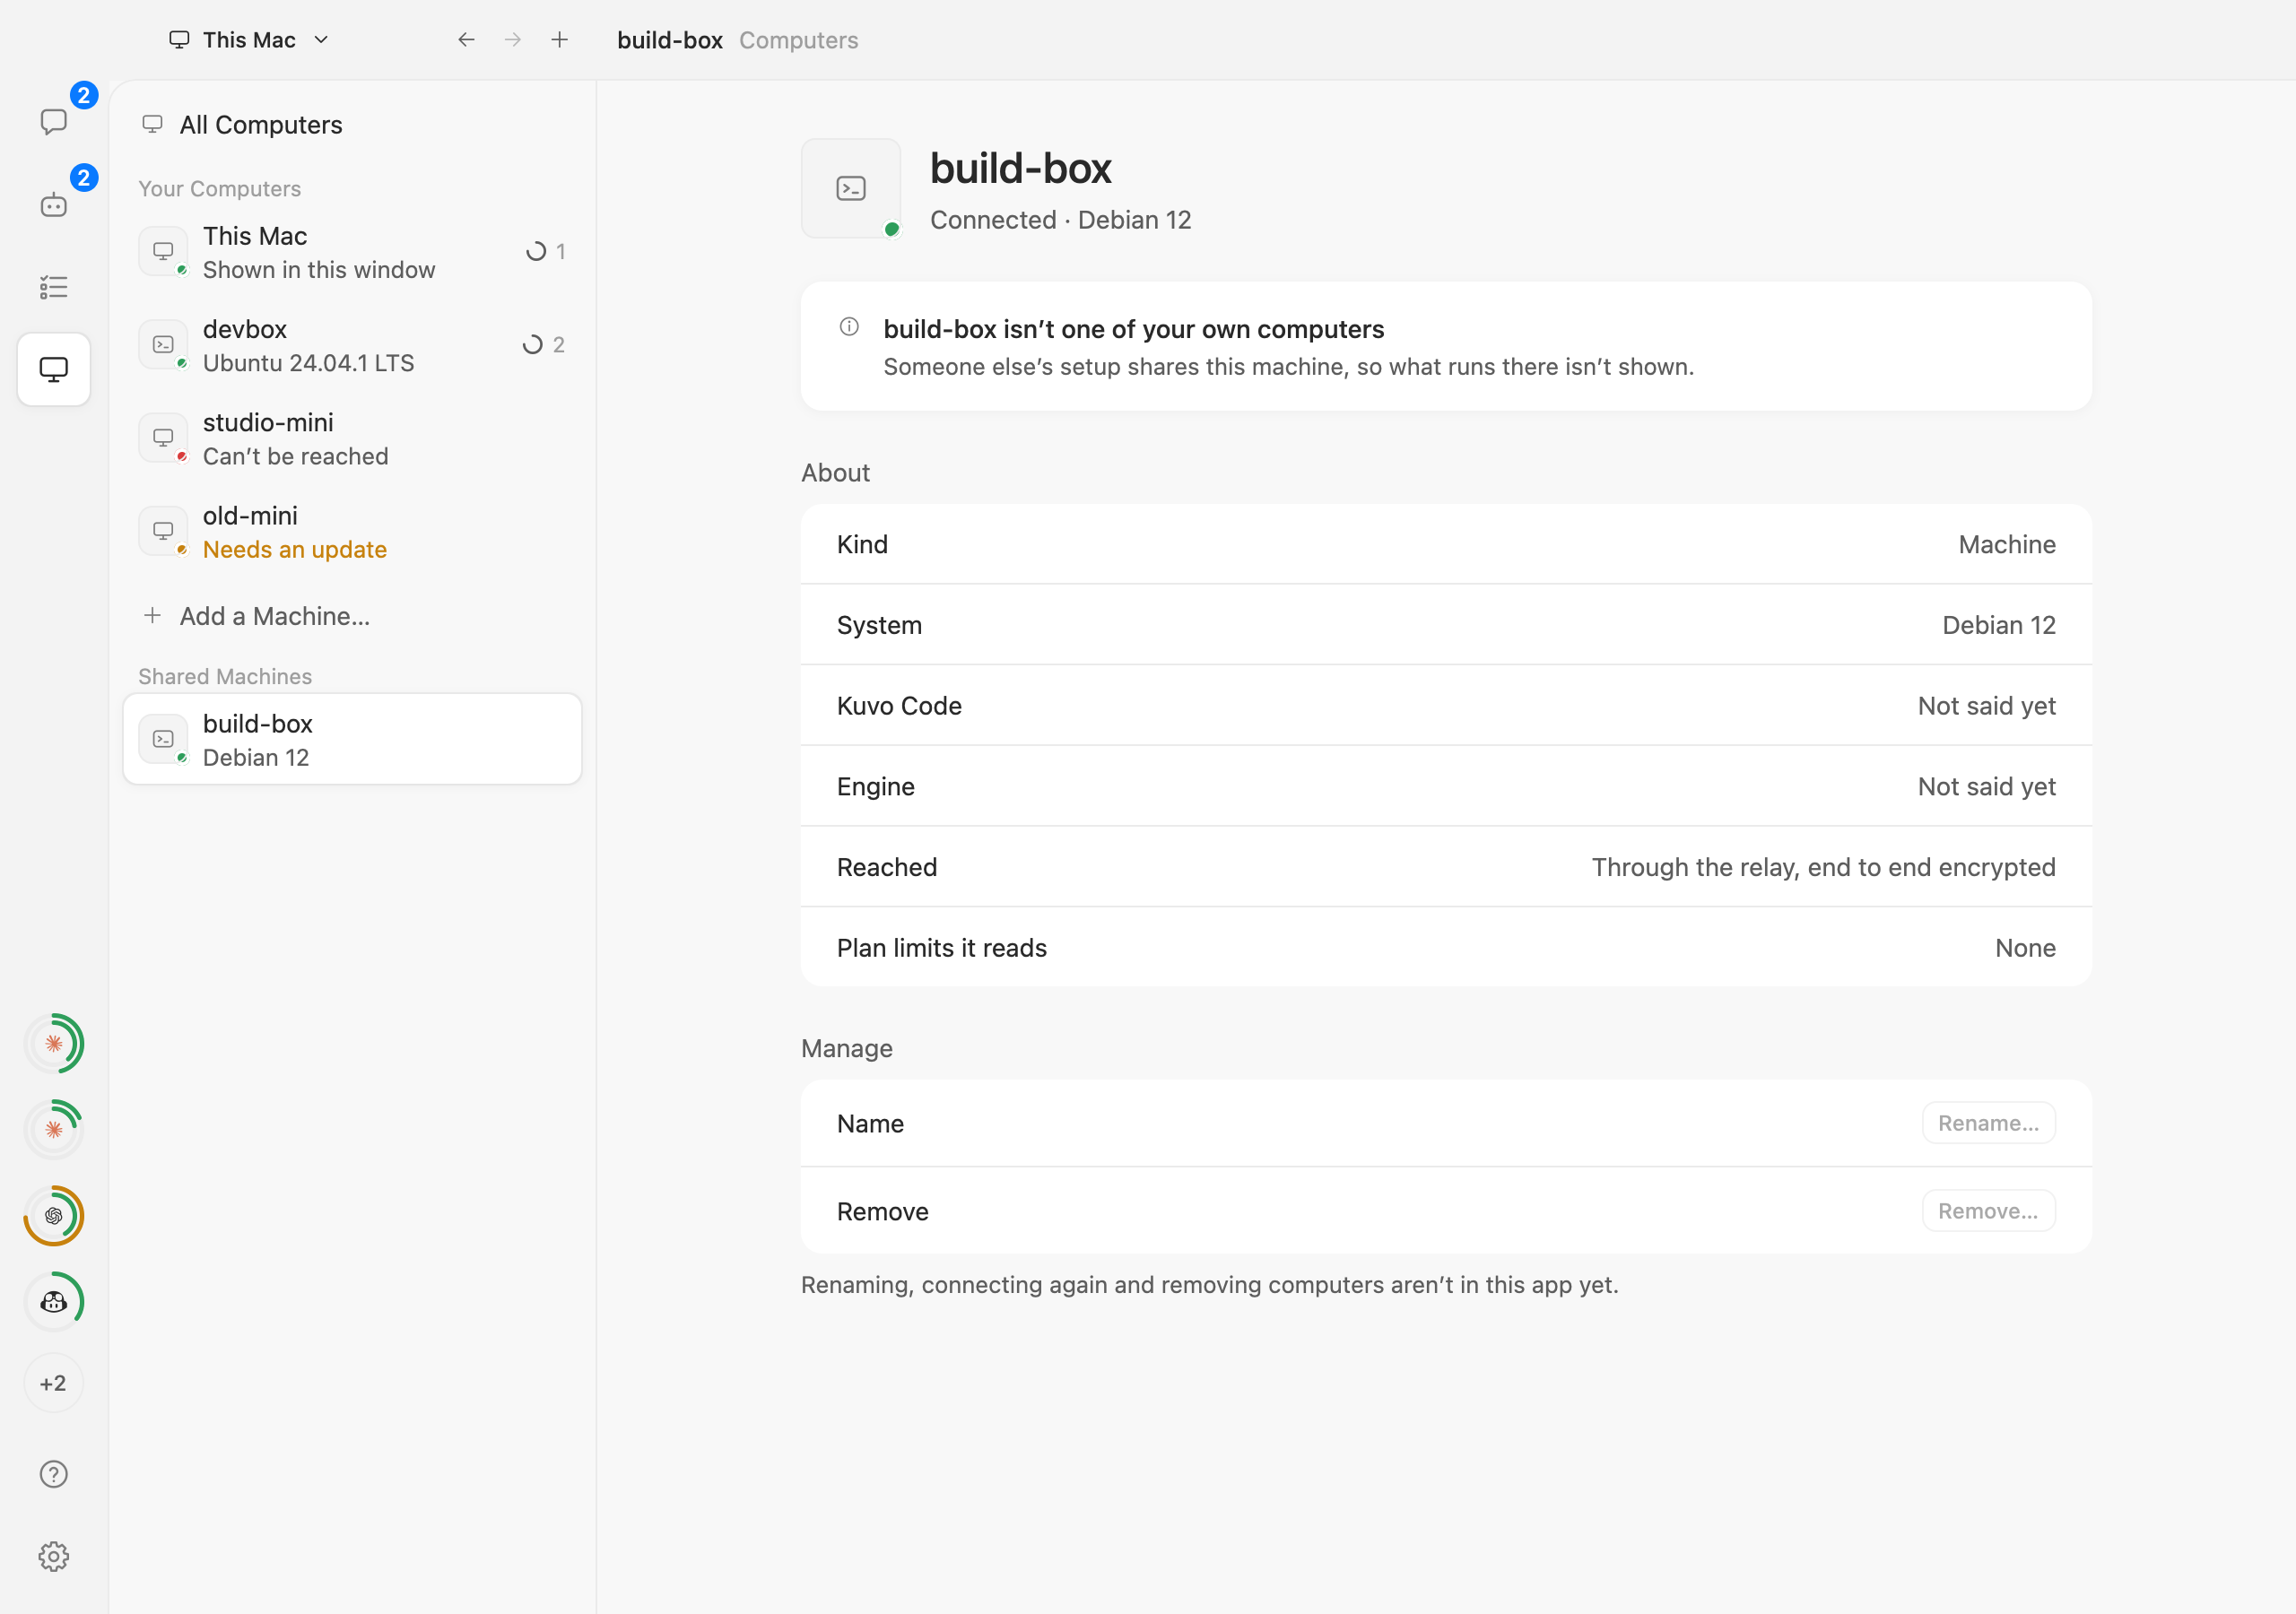 This Mac
build-box Computers
2
2
All Computers
Your Computers
This Mac
Shown in this window
1
devbox
Ubuntu 24.04.1 LTS
2
studio-mini
Can’t be reached
old-mini
Needs an update
Add a Machine...
Shared Machines
build-box
Debian 12
+2
build-box
Connected · Debian 12
build-box isn’t one of your own computers
Someone else’s setup shares this machine, so what runs there isn’t shown.
About
Kind Machine
System Debian 12
Kuvo Code Not said yet
Engine Not said yet
Reached Through the relay, end to end encrypted
Plan limits it reads None
Manage
Name Rename...
Remove Remove...
Renaming, connecting again and removing computers aren’t in this app yet.